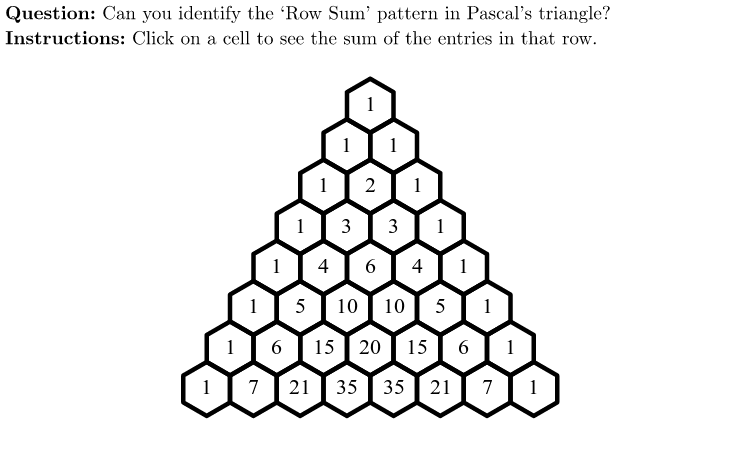 Question: Can you identify the ‘Row Sum’ pattern in Pascal’s triangle?
Instructions: Click on a cell to see the sum of the entries in that row.
1
1 1
1 2 1
1 3 3 1
1 4 6 4 1
1 5 10 10 5 1
1 6 15 20 15 6 1
1 7 21 35 35 21 7 1